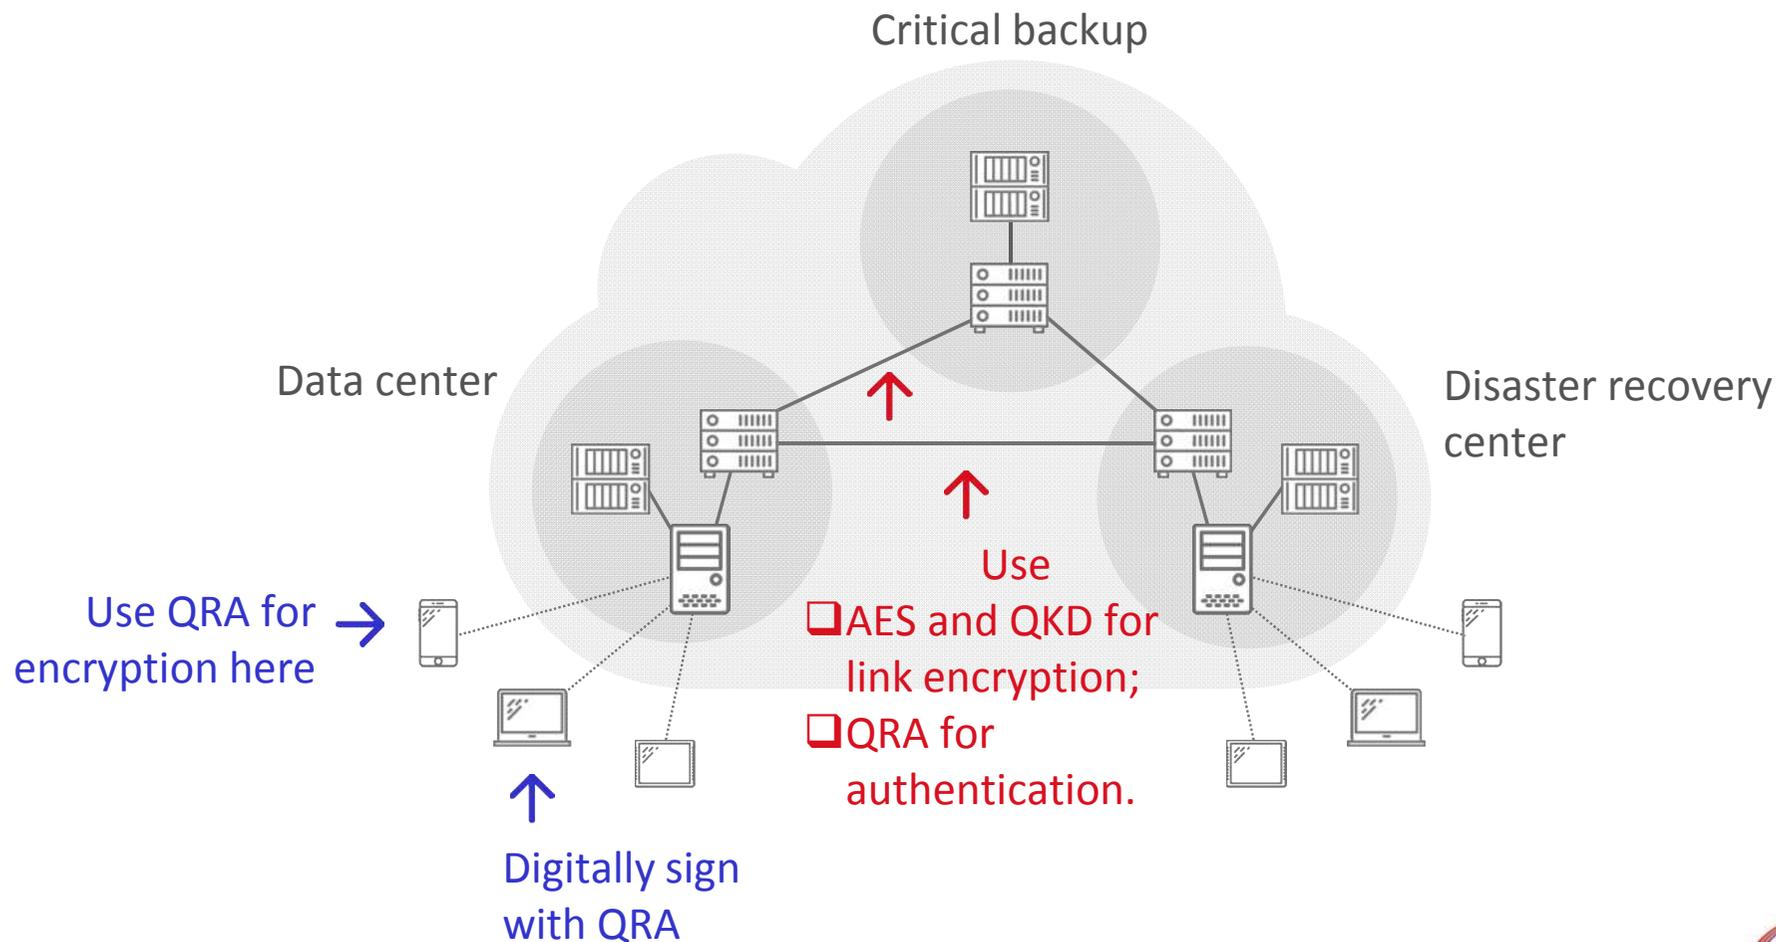 Critical backup
Data center
Disaster recovery
center
Use QRA for
encryption here
Use
❑AES and QKD for
link encryption;
❑QRA for
authentication.
Digitally sign
with QRA